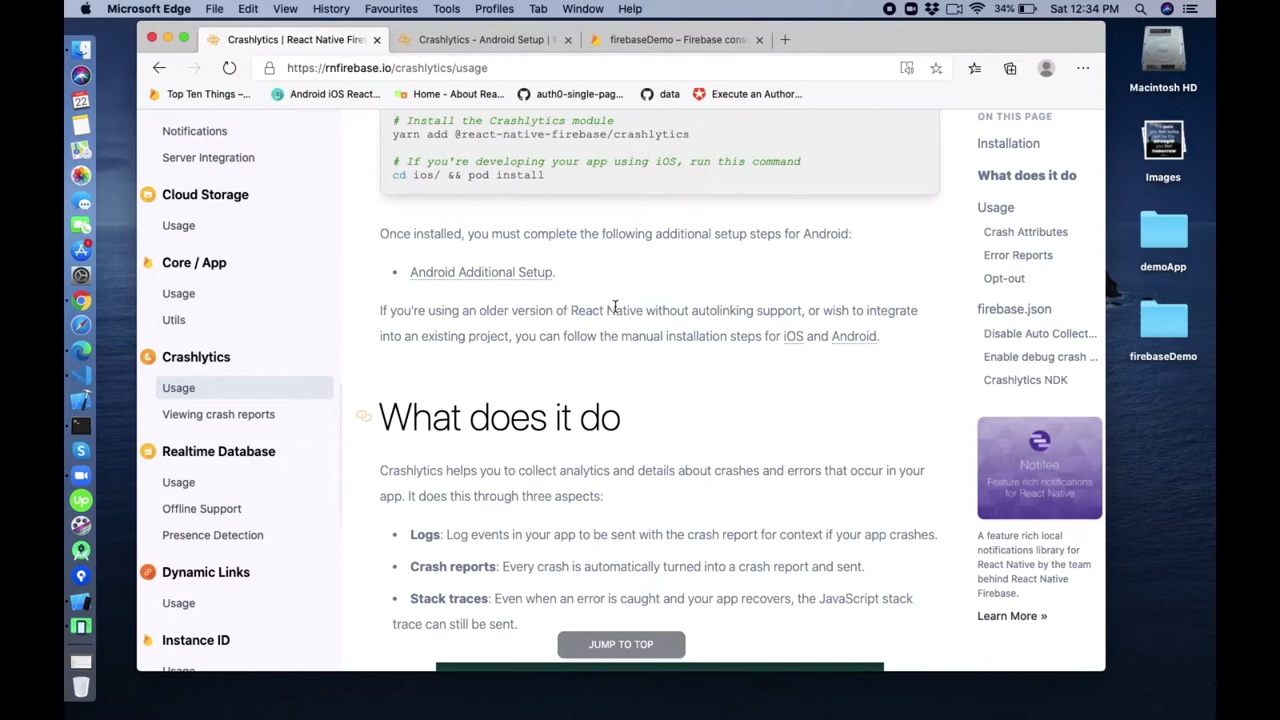 Microsoft Edge File Edit View History Favourites Tools Profiles Tab Window Help 34% Sat 12:34 PM
Crashlytics | React Native Fire
Crashlytics - Android Setup |
firebaseDemo – Firebase cons
https://rnfirebase.io/crashlytics/usage
Top Ten Things –...
Android iOS React...
Home - About Rea...
auth0-single-pag...
data
Execute an Author...
Notifications
Server Integration
Cloud Storage
Usage
Core / App
Usage
Utils
Crashlytics
Usage
Viewing crash reports
Realtime Database
Usage
Offline Support
Presence Detection
Dynamic Links
Usage
Instance ID
# Install the Crashlytics module
yarn add @react-native-firebase/crashlytics
# If you're developing your app using iOS, run this command
cd ios/ && pod install
Once installed, you must complete the following additional setup steps for Android:
• Android Additional Setup.
If you're using an older version of React Native without autolinking support, or wish to integrate
into an existing project, you can follow the manual installation steps for iOS and Android.
What does it do
Crashlytics helps you to collect analytics and details about crashes and errors that occur in your
app. It does this through three aspects:
• Logs: Log events in your app to be sent with the crash report for context if your app crashes.
• Crash reports: Every crash is automatically turned into a crash report and sent.
• Stack traces: Even when an error is caught and your app recovers, the JavaScript stack
trace can still be sent.
JUMP TO TOP
ON THIS PAGE
Installation
What does it do
Usage
Crash Attributes
Error Reports
Opt-out
firebase.json
Disable Auto Collect...
Enable debug crash ...
Crashlytics NDK
Notifee
Feature rich notifications
for React Native
A feature rich local
notifications library for
React Native by the team
behind React Native
Firebase.
Learn More »
Macintosh HD
Images
demoApp
firebaseDemo
22
Up